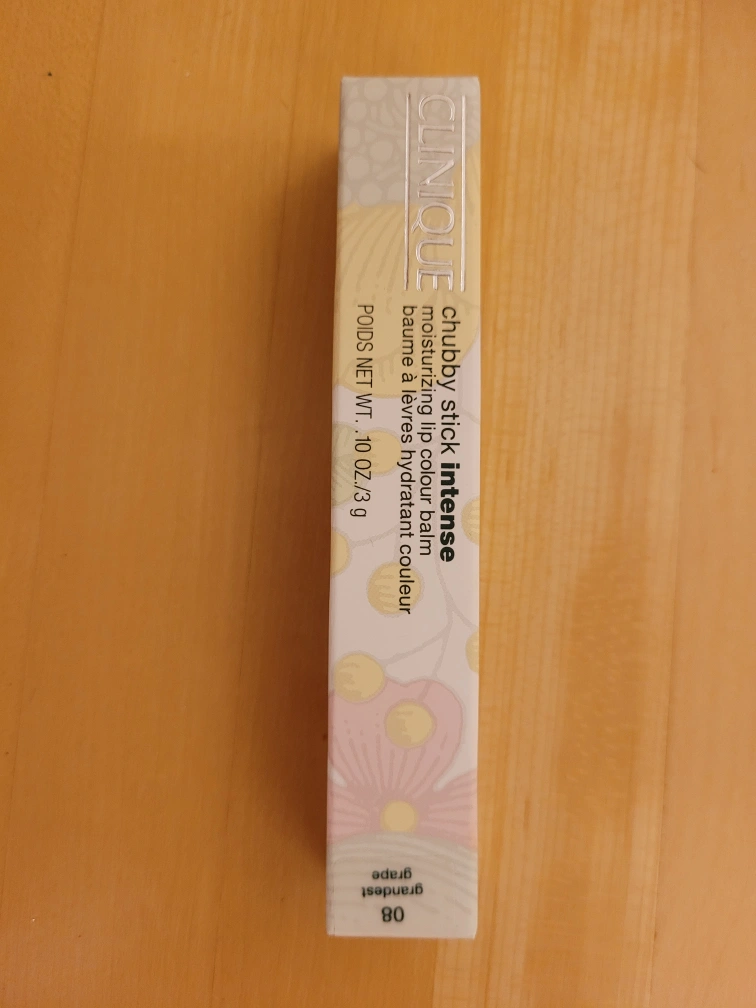 CLINIQUE
chubby stick intense
moisturizing lip colour balm
baume à lèvres hydratant couleur
POIDS NET WT. .10 OZ./3 g
08
grandest
grape